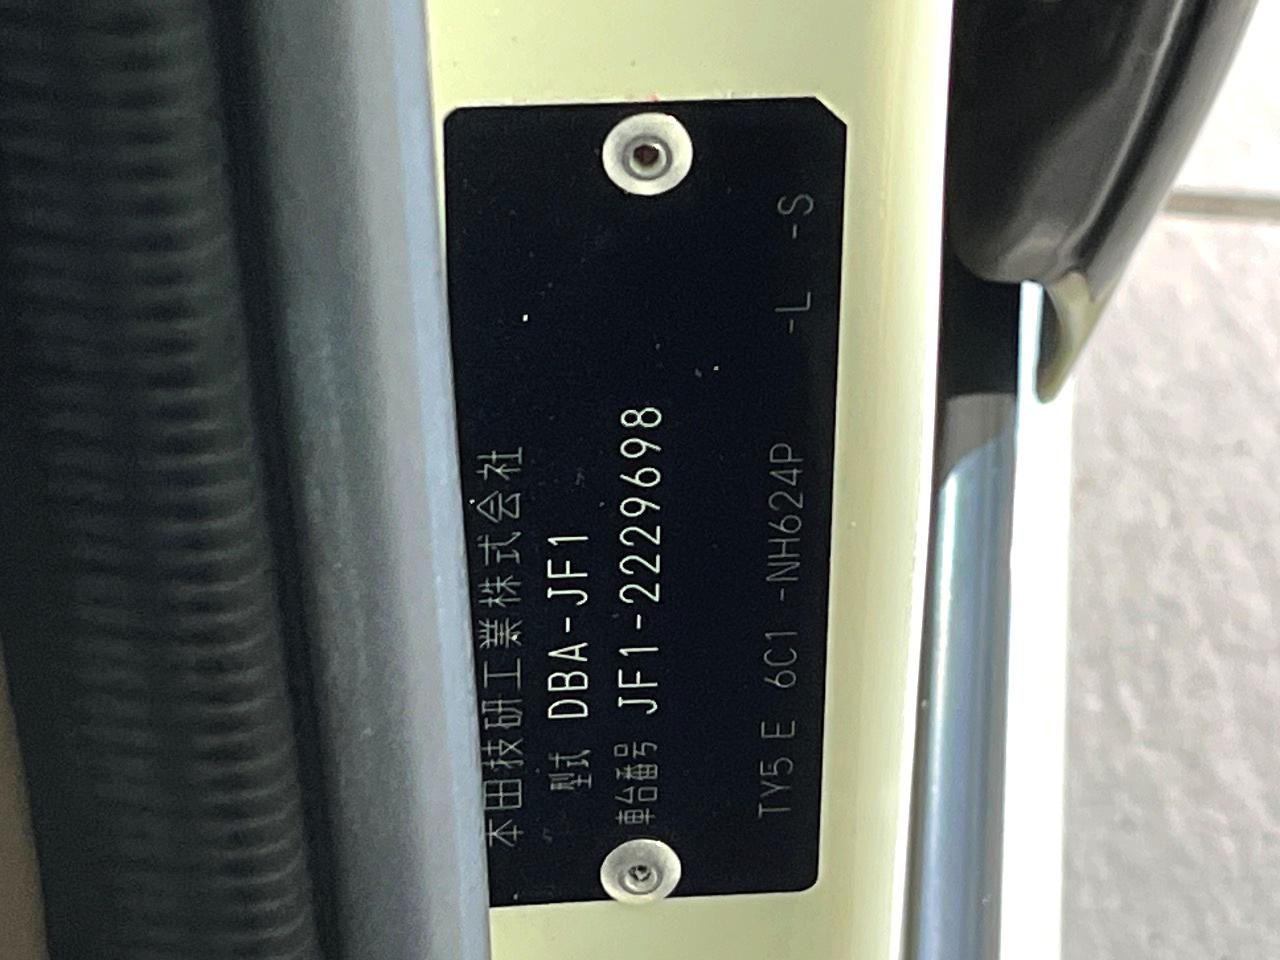 本田技研工業株式会社
型式 DBA-JF1
車台番号 JF1-2229698
TY5 E 6C1 -NH624P -L -S